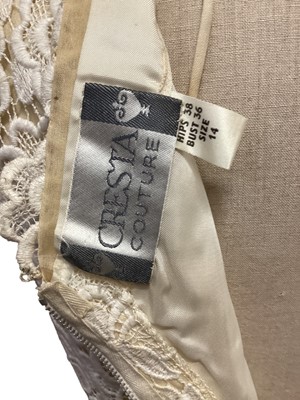 CRESTA
COUTURE
HIPS 38
BUST 36
SIZE
14